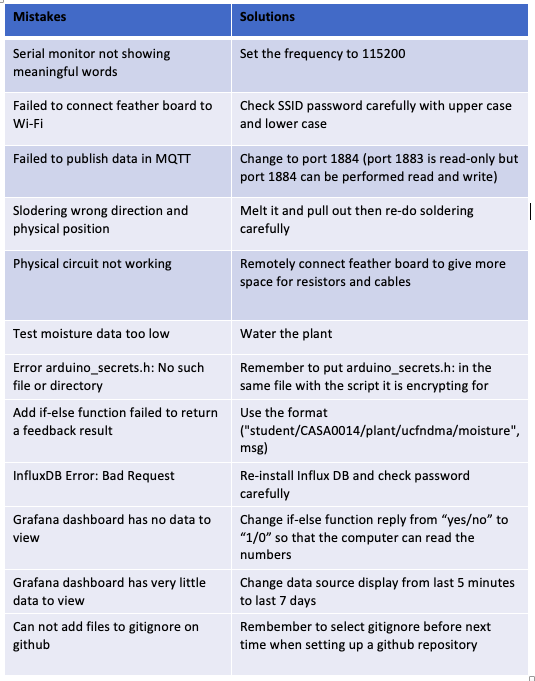 Mistakes
Solutions
Serial monitor not showing
meaningful words
Set the frequency to 115200
Failed to connect feather board to
Wi-Fi
Check SSID password carefully with upper case
and lower case
Failed to publish data in MQTT
Change to port 1884 (port 1883 is read-only but
port 1884 can be performed read and write)
Slodering wrong direction and
physical position
Melt it and pull out then re-do soldering
carefully
Physical circuit not working
Remotely connect feather board to give more
space for resistors and cables
Test moisture data too low
Water the plant
Error arduino_secrets.h: No such
file or directory
Remember to put arduino_secrets.h: in the
same file with the script it is encrypting for
Add if-else function failed to return
a feedback result
Use the format
("student/CASA0014/plant/ucfndma/moisture",
msg)
InfluxDB Error: Bad Request
Re-install Influx DB and check password
carefully
Grafana dashboard has no data to
view
Change if-else function reply from “yes/no” to
“1/0” so that the computer can read the
numbers
Grafana dashboard has very little
data to view
Change data source display from last 5 minutes
to last 7 days
Can not add files to gitignore on
github
Rembember to select gitignore before next
time when setting up a github repository